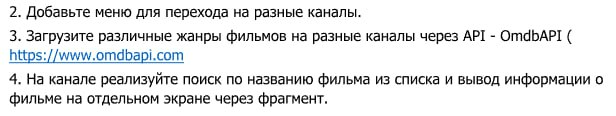 2. Добавьте меню для перехода на разные каналы.
3. Загрузите различные жанры фильмов на разные каналы через API - OmdbAPI (
https://www.omdbapi.com
4. На канале реализуйте поиск по названию фильма из списка и вывод информации о
фильме на отдельном экране через фрагмент.